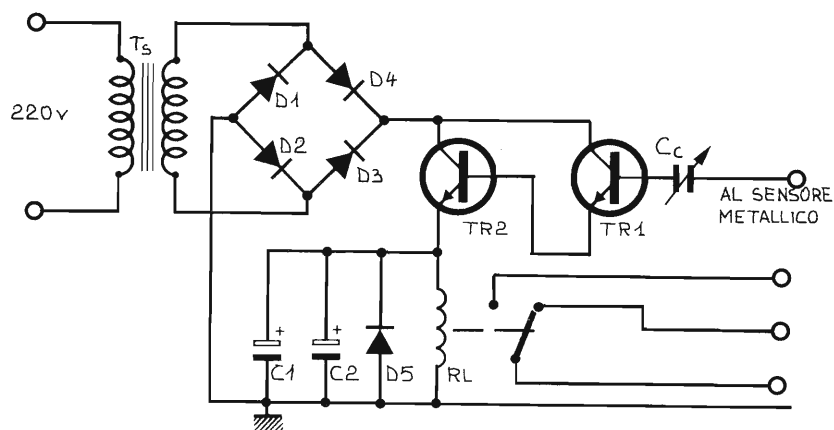 Ts
220v
D1
D4
D2
D3
TR2
TR1
Cc
AL SENSORE
METALLICO
+
+
C1
C2
D5
RL